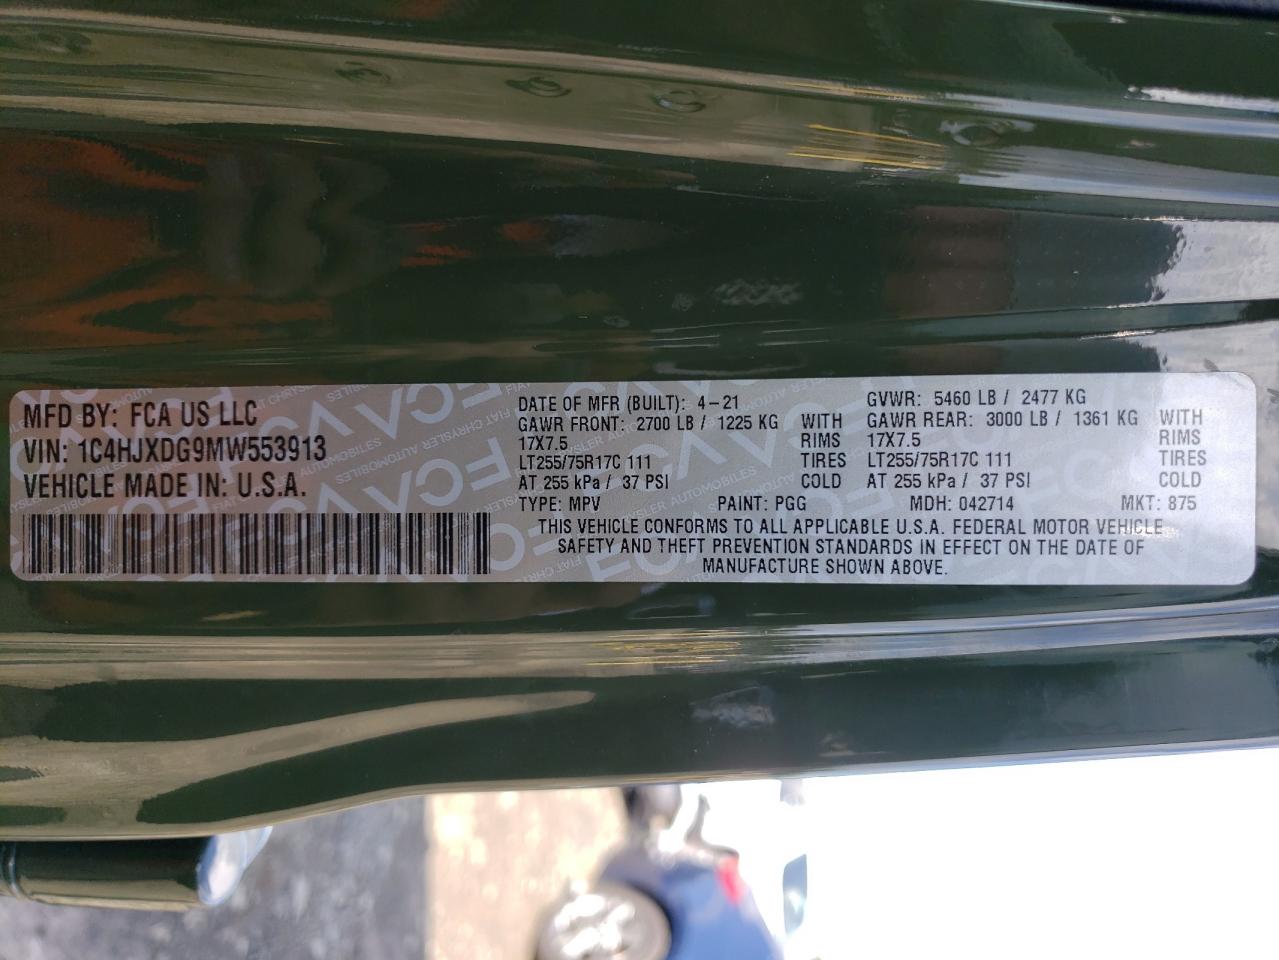 MFD BY: FCA US LLC
VIN: 1C4HJXDG9MW553913
VEHICLE MADE IN: U.S.A.
DATE OF MFR (BUILT): 4-21
GAWR FRONT: 2700 LB / 1225 KG WITH
17X7.5 RIMS
LT255/75R17C 111 TIRES
AT 255 kPa / 37 PSI COLD
GVWR: 5460 LB / 2477 KG
GAWR REAR: 3000 LB / 1361 KG WITH
17X7.5 RIMS
LT255/75R17C 111 TIRES
AT 255 kPa / 37 PSI COLD
TYPE: MPV PAINT: PGG MDH: 042714 MKT: 875
THIS VEHICLE CONFORMS TO ALL APPLICABLE U.S.A. FEDERAL MOTOR VEHICLE
SAFETY AND THEFT PREVENTION STANDARDS IN EFFECT ON THE DATE OF
MANUFACTURE SHOWN ABOVE.